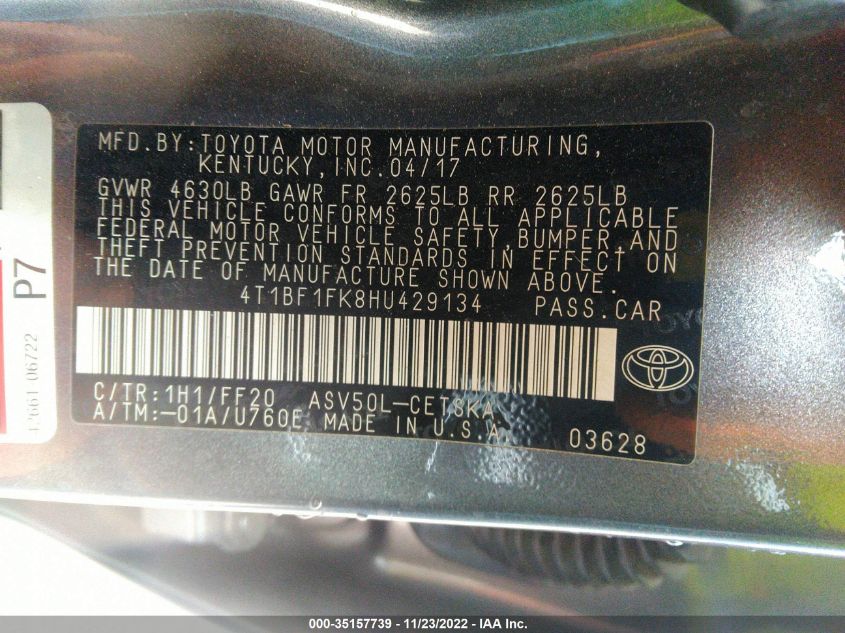 MFD.BY:TOYOTA MOTOR MANUFACTURING,
KENTUCKY,INC.04/17
GVWR 4630LB GAWR FR 2625LB RR 2625LB
THIS VEHICLE CONFORMS TO ALL APPLICABLE
FEDERAL MOTOR VEHICLE SAFETY,BUMPER,AND
THEFT PREVENTION STANDARDS IN EFFECT ON
THE DATE OF MANUFACTURE SHOWN ABOVE.
4T1BF1FK8HU429134 PASS.CAR
C/TR:1H1/FF20 ASV50L-CETSKA
A/TM:-01A/U760E MADE IN U.S.A. 03628
P7
42661-06722
000-35157739 - 11/23/2022 - IAA Inc.